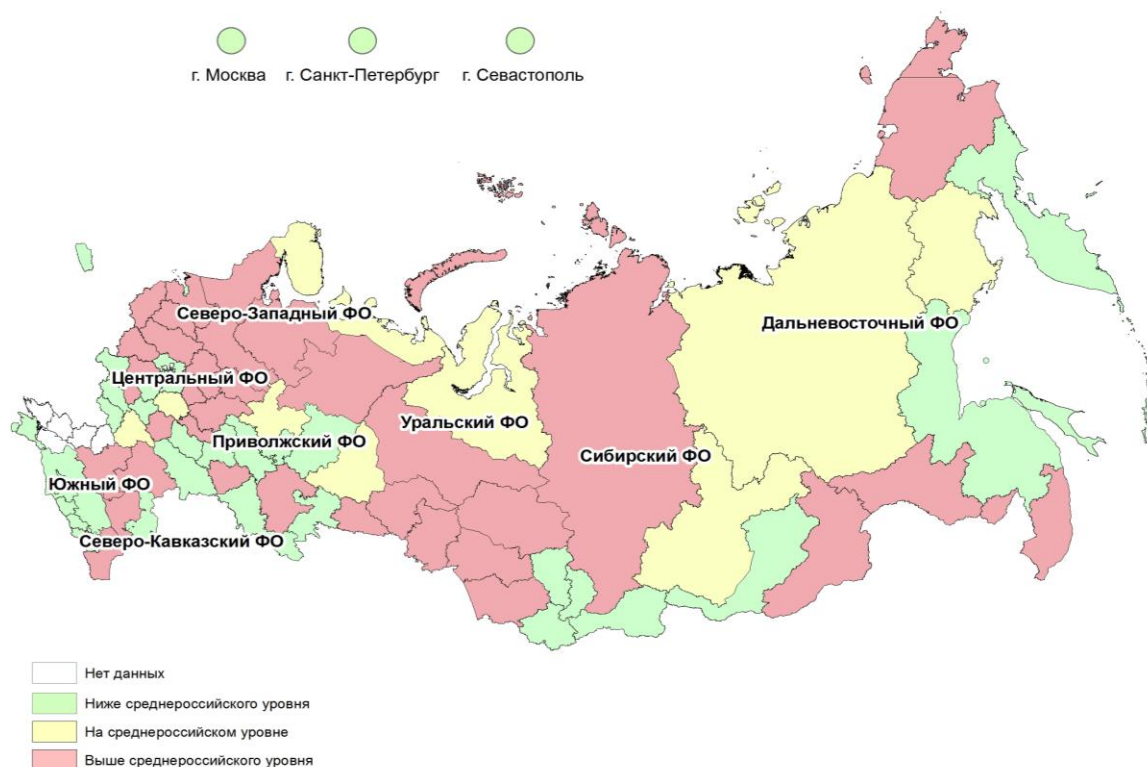 г. Москва г. Санкт-Петербург г. Севастополь
Северо-Западный ФО
Дальневосточный ФО
Центральный ФО
Уральский ФО
Приволжский ФО
Сибирский ФО
Южный ФО
Северо-Кавказский ФО
Нет данных
Ниже среднероссийского уровня
На среднероссийском уровне
Выше среднероссийского уровня